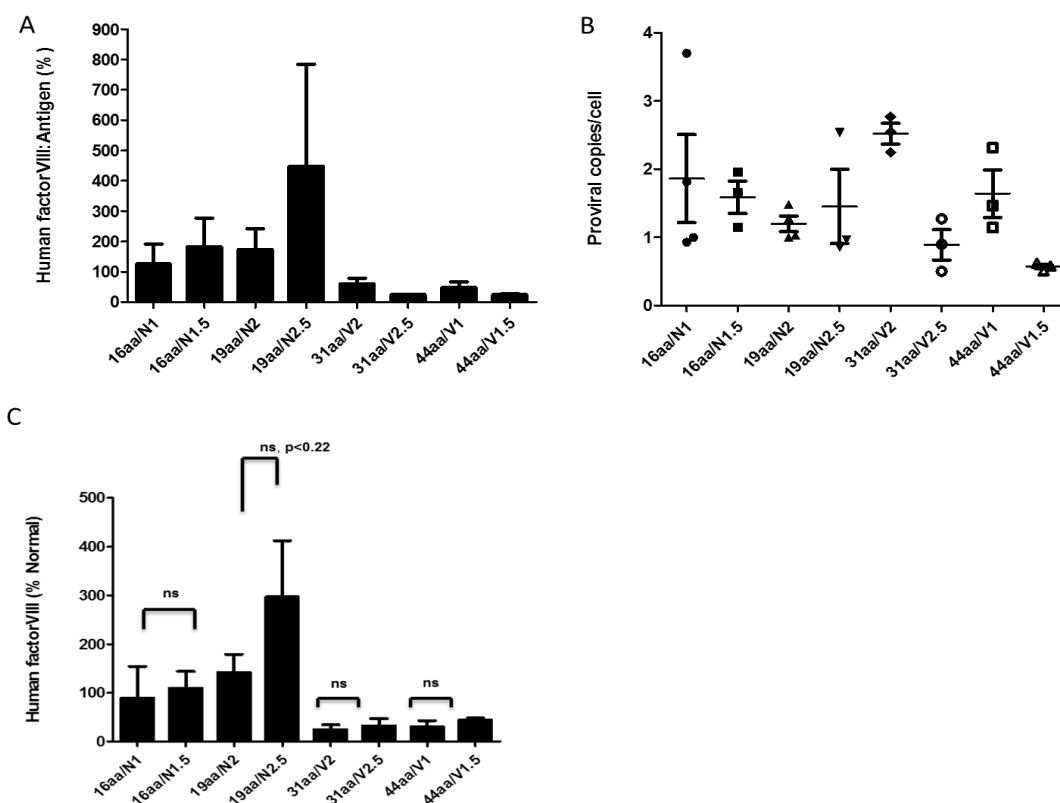 A
Human factorVIII:Antigen (%)
900
800
700
600
500
400
300
200
100
0
16aa/N1
16aa/N1.5
19aa/N2
19aa/N2.5
31aa/V2
31aa/V2.5
44aa/V1
44aa/V1.5
B
Proviral copies/cell
4
3
2
1
0
16aa/N1
16aa/N1.5
19aa/N2
19aa/N2.5
31aa/V2
31aa/V2.5
44aa/V1
44aa/V1.5
C
Human factorVIII (% Normal)
ns, p<0.22
500
400
300
200
100
0
ns
ns
ns
16aa/N1
16aa/N1.5
19aa/N2
19aa/N2.5
31aa/V2
31aa/V2.5
44aa/V1
44aa/V1.5